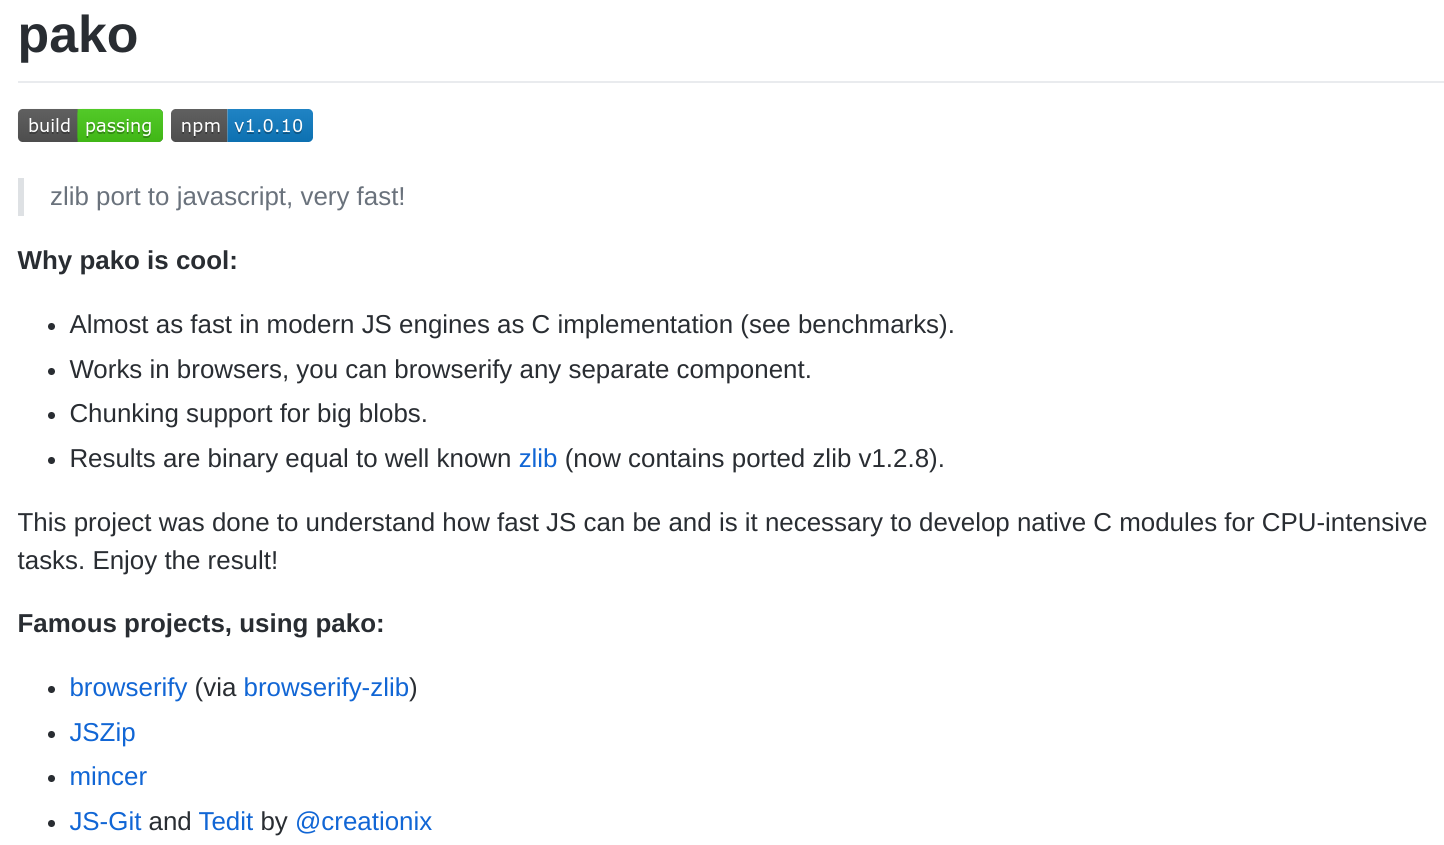 pako
build passing npm v1.0.10
zlib port to javascript, very fast!
Why pako is cool:
• Almost as fast in modern JS engines as C implementation (see benchmarks).
• Works in browsers, you can browserify any separate component.
• Chunking support for big blobs.
• Results are binary equal to well known zlib (now contains ported zlib v1.2.8).
This project was done to understand how fast JS can be and is it necessary to develop native C modules for CPU-intensive
tasks. Enjoy the result!
Famous projects, using pako:
• browserify (via browserify-zlib)
• JSZip
• mincer
• JS-Git and Tedit by @creationix